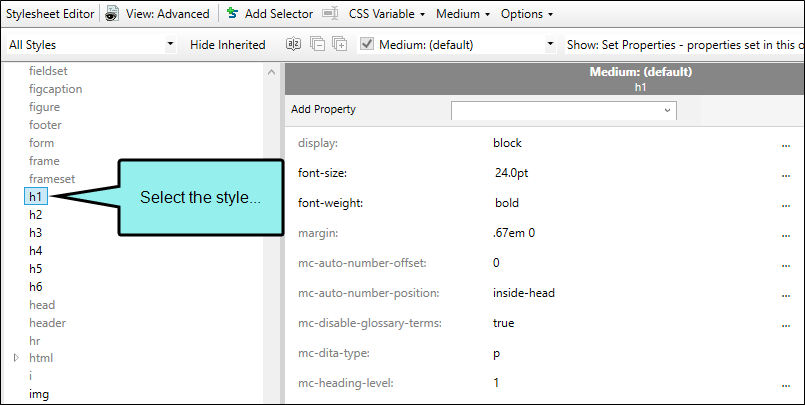 Stylesheet Editor View: Advanced Add Selector CSS Variable Medium Options
All Styles Hide Inherited Medium: (default) Show: Set Properties - properties set in this o
fieldset
figcaption
figure
footer
form
frame
frameset
h1
h2
h3
h4
h5
h6
head
header
hr
html
i
img
Select the style...
Medium: (default)
h1
Add Property
display: block ...
font-size: 24.0pt ...
font-weight: bold ...
margin: .67em 0 ...
mc-auto-number-offset: 0 ...
mc-auto-number-position: inside-head ...
mc-disable-glossary-terms: true ...
mc-dita-type: p
mc-heading-level: 1 ...